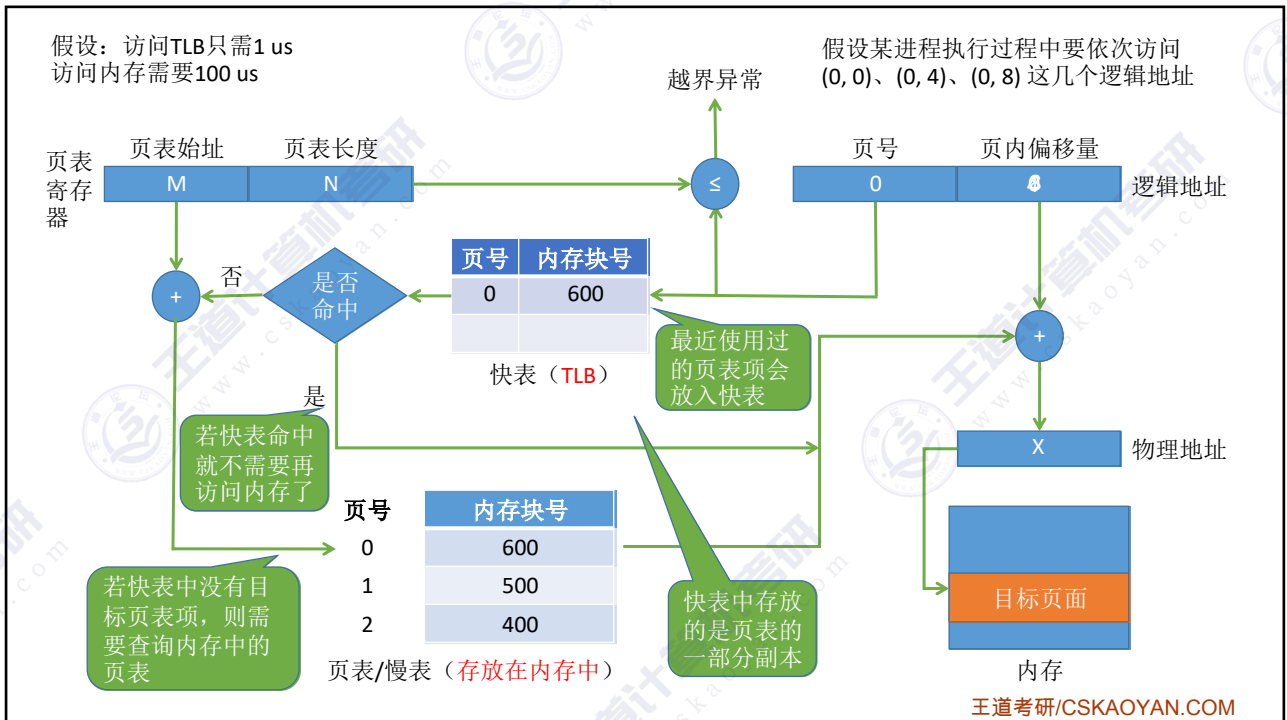 假设：访问TLB只需1 us
访问内存需要100 us
假设某进程执行过程中要依次访问
(0, 0)、(0, 4)、(0, 8) 这几个逻辑地址
越界异常
页表
寄存
器
页表始址
页表长度
M
N
≤
页号
页内偏移量
0
逻辑地址
+
否
是否
命中
页号
内存块号
0
600
快表（TLB）
最近使用过
的页表项会
放入快表
+
是
若快表命中
就不需要再
访问内存了
X
物理地址
页号
内存块号
0
600
1
500
2
400
页表/慢表（存放在内存中）
若快表中没有目
标页表项，则需
要查询内存中的
页表
快表中存放
的是页表的
一部分副本
目标页面
内存
王道考研/CSKAOYAN.COM
王道计算机考研
www.cskaoyan.com